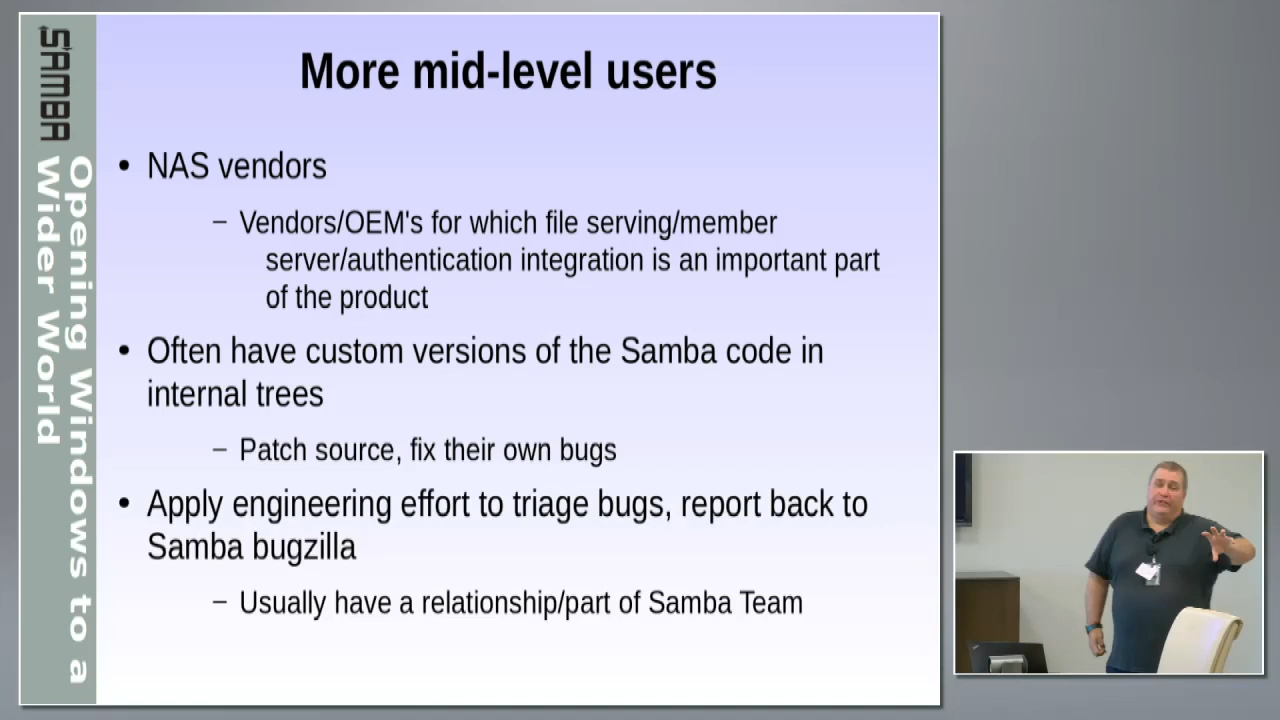 SAMBA
Opening Windows to a
Wider World
More mid-level users
• NAS vendors
– Vendors/OEM's for which file serving/member
server/authentication integration is an important part
of the product
• Often have custom versions of the Samba code in
internal trees
– Patch source, fix their own bugs
• Apply engineering effort to triage bugs, report back to
Samba bugzilla
– Usually have a relationship/part of Samba Team